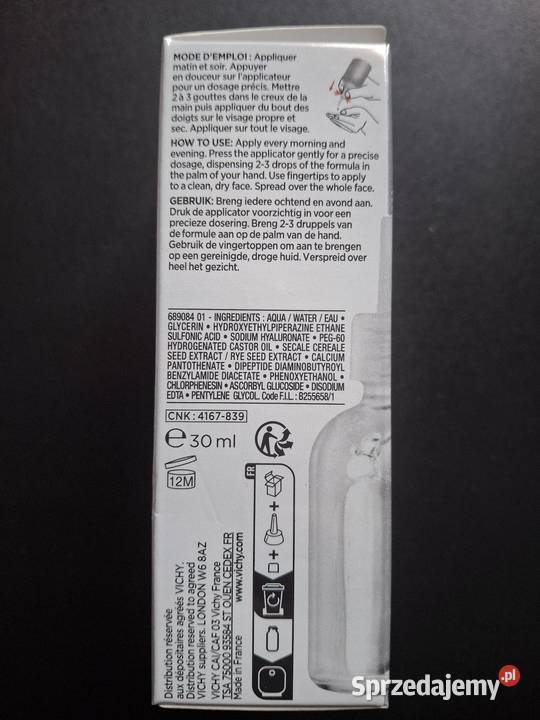 MODE D'EMPLOI : Appliquer
matin et soir. Appuyer
en douceur sur l'applicateur
pour un dosage précis. Mettre
2 à 3 gouttes dans le creux de la
main puis appliquer du bout des
doigts sur le visage propre et
sec. Appliquer sur tout le visage.
HOW TO USE: Apply every morning and
evening. Press the applicator gently for a precise
dosage, dispensing 2-3 drops of the formula in
the palm of your hand. Use fingertips to apply
to a clean, dry face. Spread over the whole face.
GEBRUIK: Breng iedere ochtend en avond aan.
Druk de applicator voorzichtig in voor een
precieze dosering. Breng 2-3 druppels van
de formule aan op de palm van de hand.
Gebruik de vingertoppen om aan te brengen
op een gereinigde, droge huid. Verspreid over
heel het gezicht.
689084 01 - INGREDIENTS : AQUA / WATER / EAU •
GLYCERIN • HYDROXYETHYLPIPERAZINE ETHANE
SULFONIC ACID • SODIUM HYALURONATE • PEG-60
HYDROGENATED CASTOR OIL • SECALE CEREALE
SEED EXTRACT / RYE SEED EXTRACT • CALCIUM
PANTOTHENATE • DIPEPTIDE DIAMINOBUTYROYL
BENZYLAMIDE DIACETATE • PHENOXYETHANOL •
CHLORPHENESIN • ASCORBYL GLUCOSIDE • DISODIUM
EDTA • PENTYLENE GLYCOL. Code F.I.L. : B255658/1
CNK : 4167-839
e 30 ml
12M
FR
+
+
Distribution réservée
aux dépositaires agréés VICHY.
Distribution reserved to agreed
VICHY suppliers. LONDON W6 8AZ
VICHY CAI/CAF 03 Vichy France
TSA 75000 93584 ST OUEN CEDEX FR
Made in France www.vichy.com
Sprzedajemy.pl